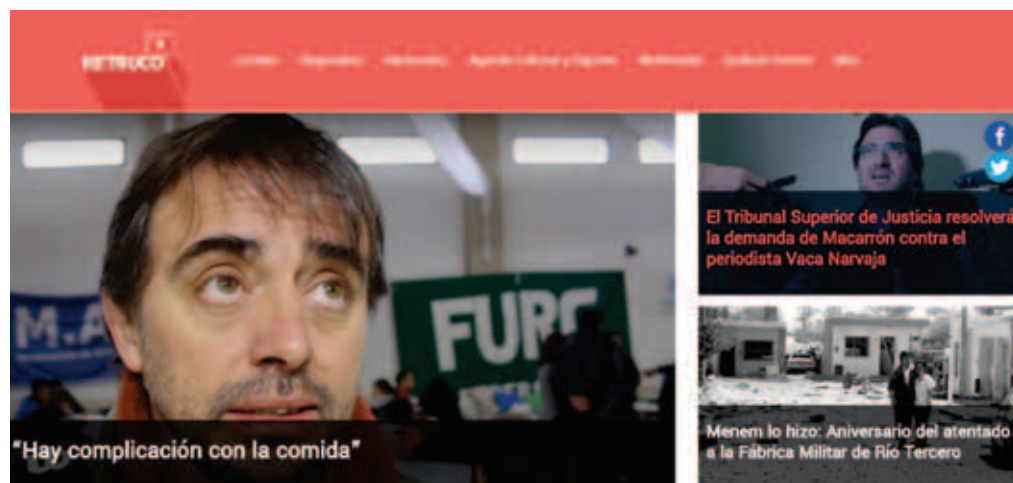 RETRUCO
Multimedia
M.A
FURC
"Hay complicación con la comida"
El Tribunal Superior de Justicia resolverá
la demanda de Macarrón contra el
periodista Vaca Narvaja
Menem lo hizo: Aniversario del atentado
a la Fábrica Militar de Río Tercero